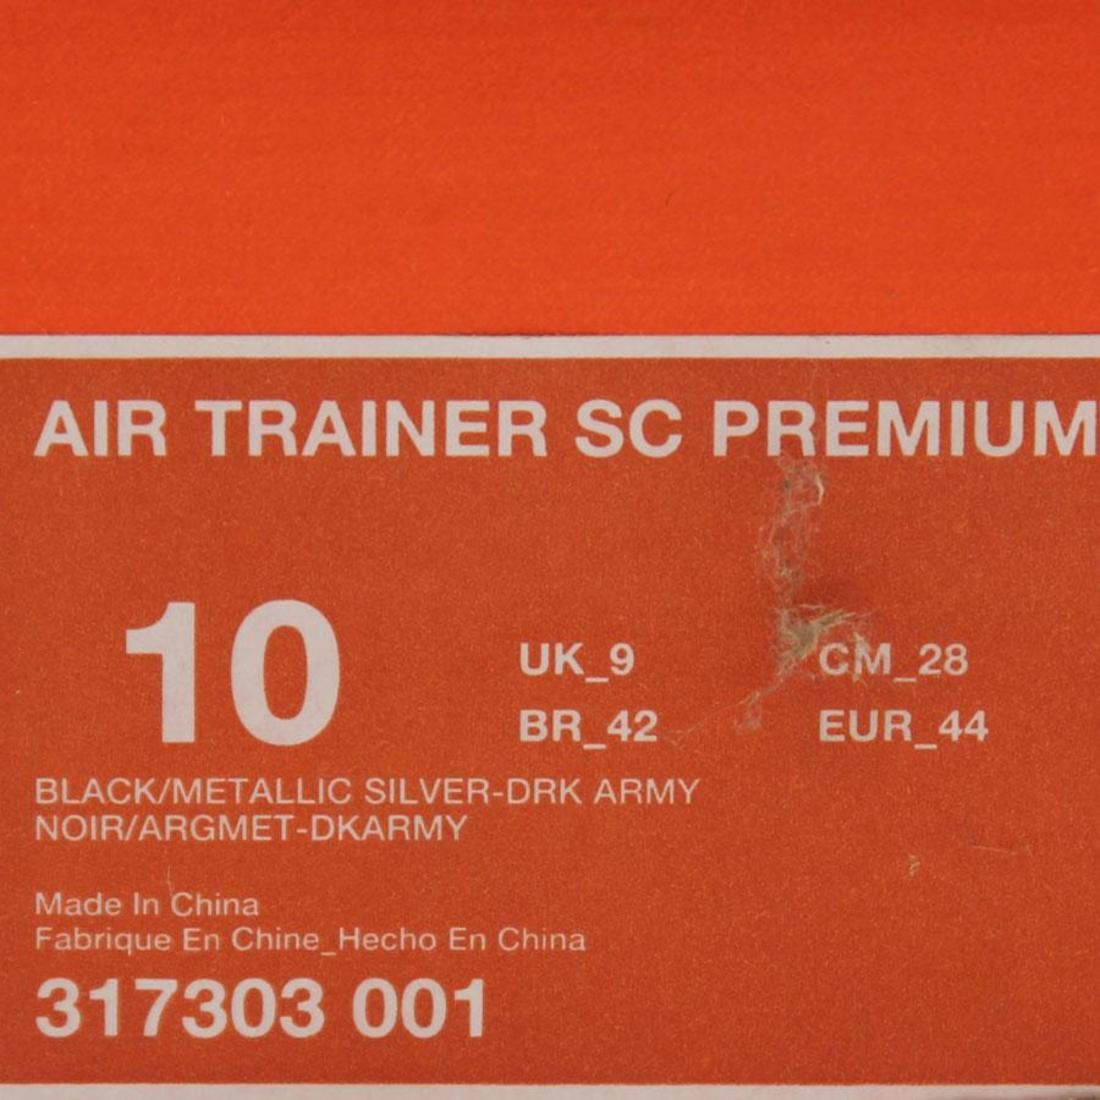 AIR TRAINER SC PREMIUM
10
UK_9 CM_28
BR_42 EUR_44
BLACK/METALLIC SILVER-DRK ARMY
NOIR/ARGMET-DKARMY
Made In China
Fabrique En Chine_Hecho En China
317303 001